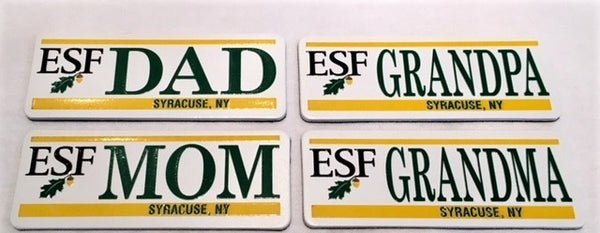 ESF DAD
SYRACUSE, NY
ESF GRANDPA
SYRACUSE, NY
ESF MOM
SYRACUSE, NY
ESF GRANDMA
SYRACUSE, NY